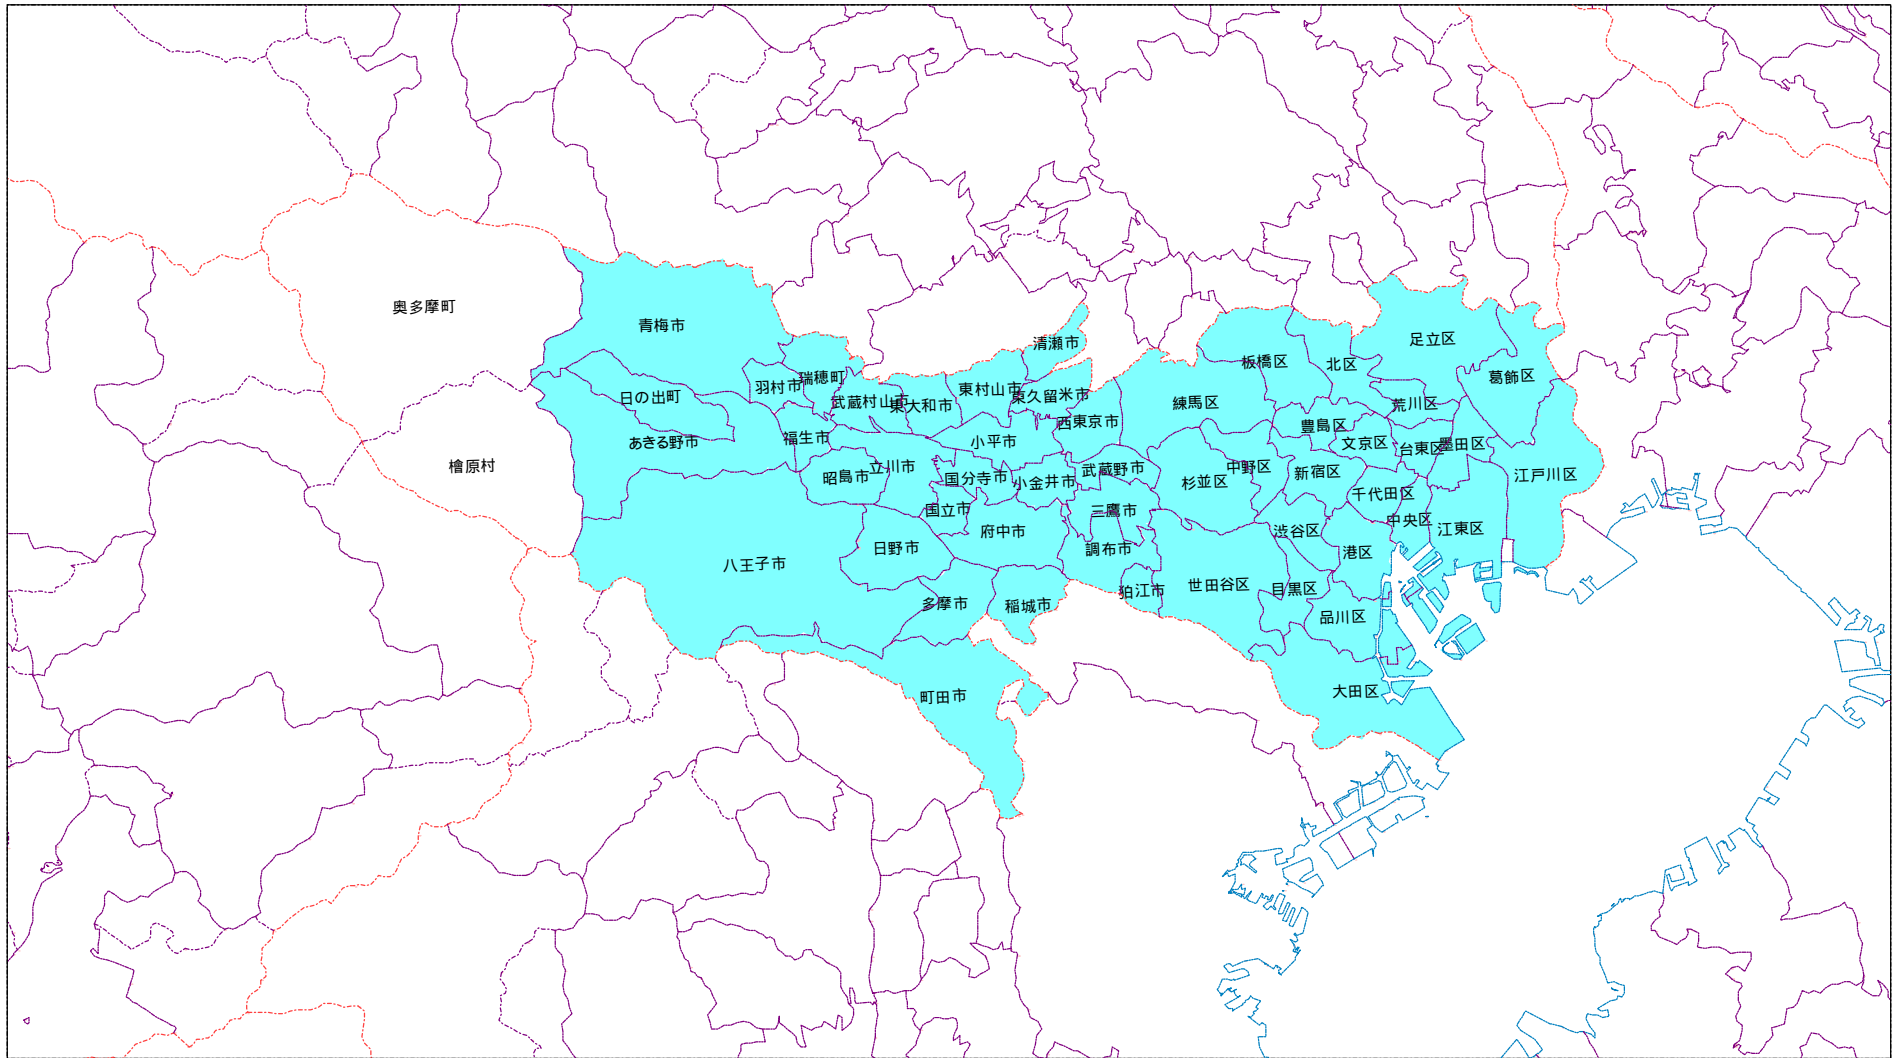 奥多摩町
青梅市
足立区
清瀬市
板橋区
北区
瑞穂町
羽村市
葛飾区
日の出町
武蔵村山市
東大和市
東村山市
東久留米市
練馬区
荒川区
西東京市
豊島区
福生市
あきる野市
小平市
文京区
台東区
墨田区
檜原村
立川市
武蔵野市
中野区
新宿区
江戸川区
昭島市
国分寺市
小金井市
杉並区
千代田区
国立市
三鷹市
中央区
府中市
渋谷区
江東区
日野市
調布市
港区
八王子市
狛江市
世田谷区
目黒区
多摩市
稲城市
品川区
町田市
大田区